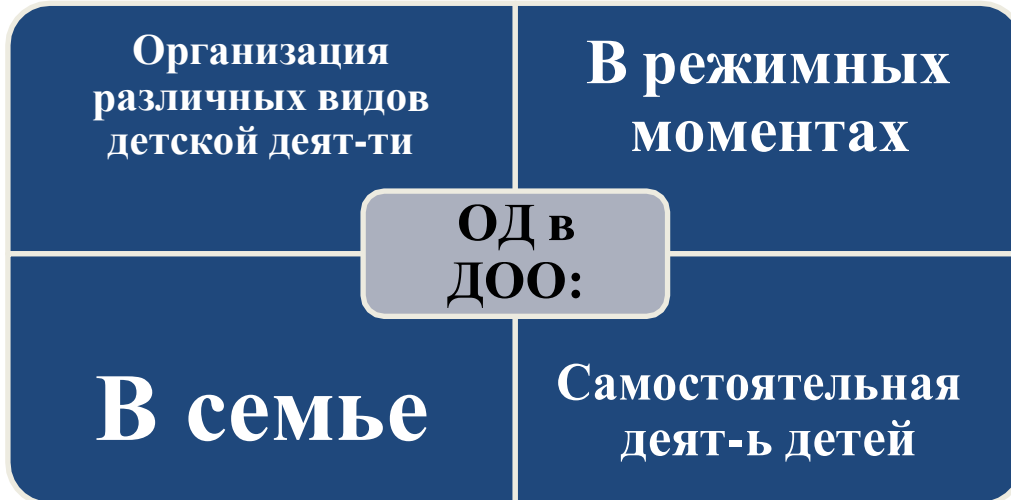 Организация
различных видов
детской деят-ти
В режимных
моментах
ОД в
ДОО:
В семье
Самостоятельная
деят-ь детей